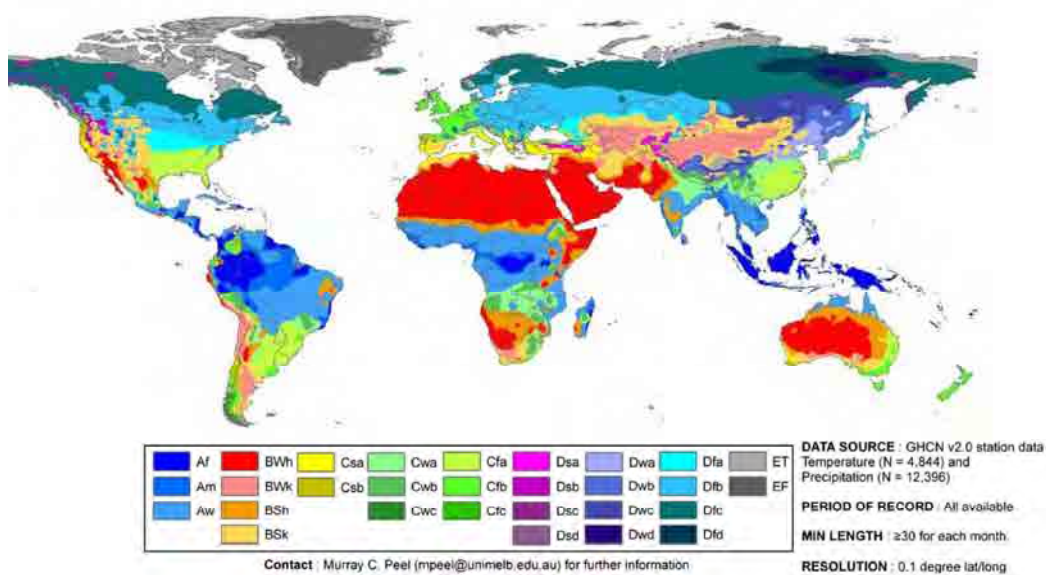 Af BWh Csa Cwa Cfa Dsa Dwa Dfa ET
Am BWk Csb Cwb Cfb Dsb Dwb Dfb EF
Aw BSh Cwc Cfc Dsc Dwc Dfc
BSk Dsd Dwd Dfd
Contact : Murray C. Peel (mpeel@unimelb.edu.au) for further information
DATA SOURCE : GHCN v2.0 station data
Temperature (N = 4,844) and
Precipitation (N = 12,396)
PERIOD OF RECORD : All available
MIN LENGTH : ≥30 for each month.
RESOLUTION : 0.1 degree lat/long